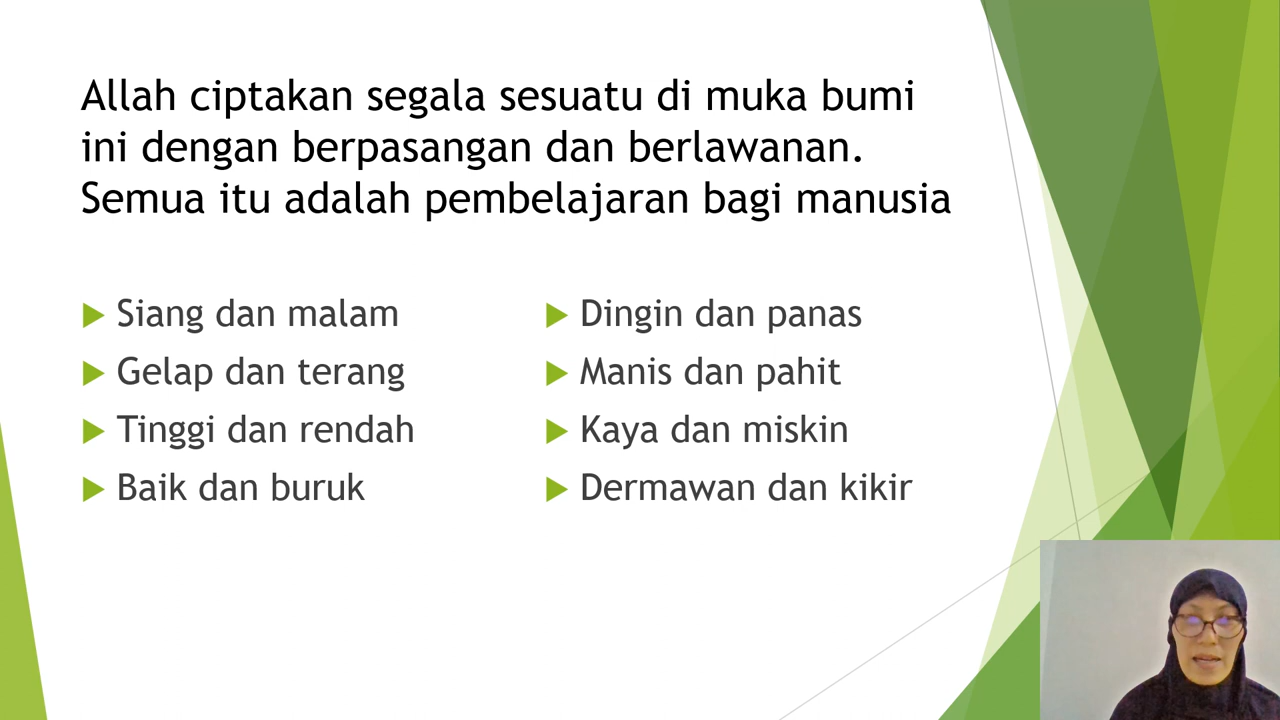 Allah ciptakan segala sesuatu di muka bumi
ini dengan berpasangan dan berlawanan.
Semua itu adalah pembelajaran bagi manusia
Siang dan malam
Gelap dan terang
Tinggi dan rendah
Baik dan buruk
Dingin dan panas
Manis dan pahit
Kaya dan miskin
Dermawan dan kikir